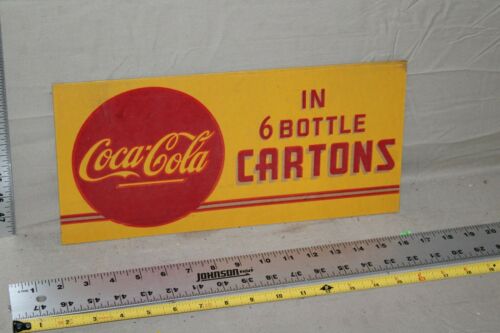 Coca-Cola
IN
6 BOTTLE
CARTONS
JOHNSON